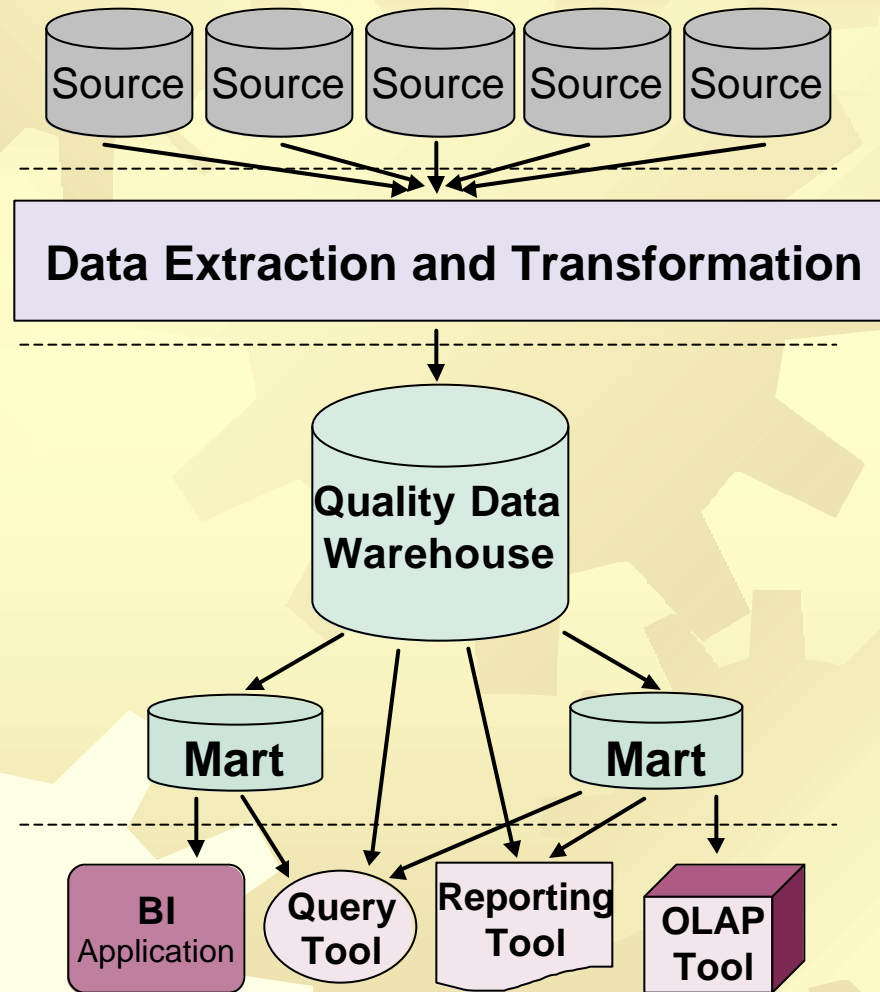 Source Source Source Source Source
Data Extraction and Transformation
Quality Data
Warehouse
Mart
Mart
BI
Application
Query
Tool
Reporting
Tool
OLAP
Tool